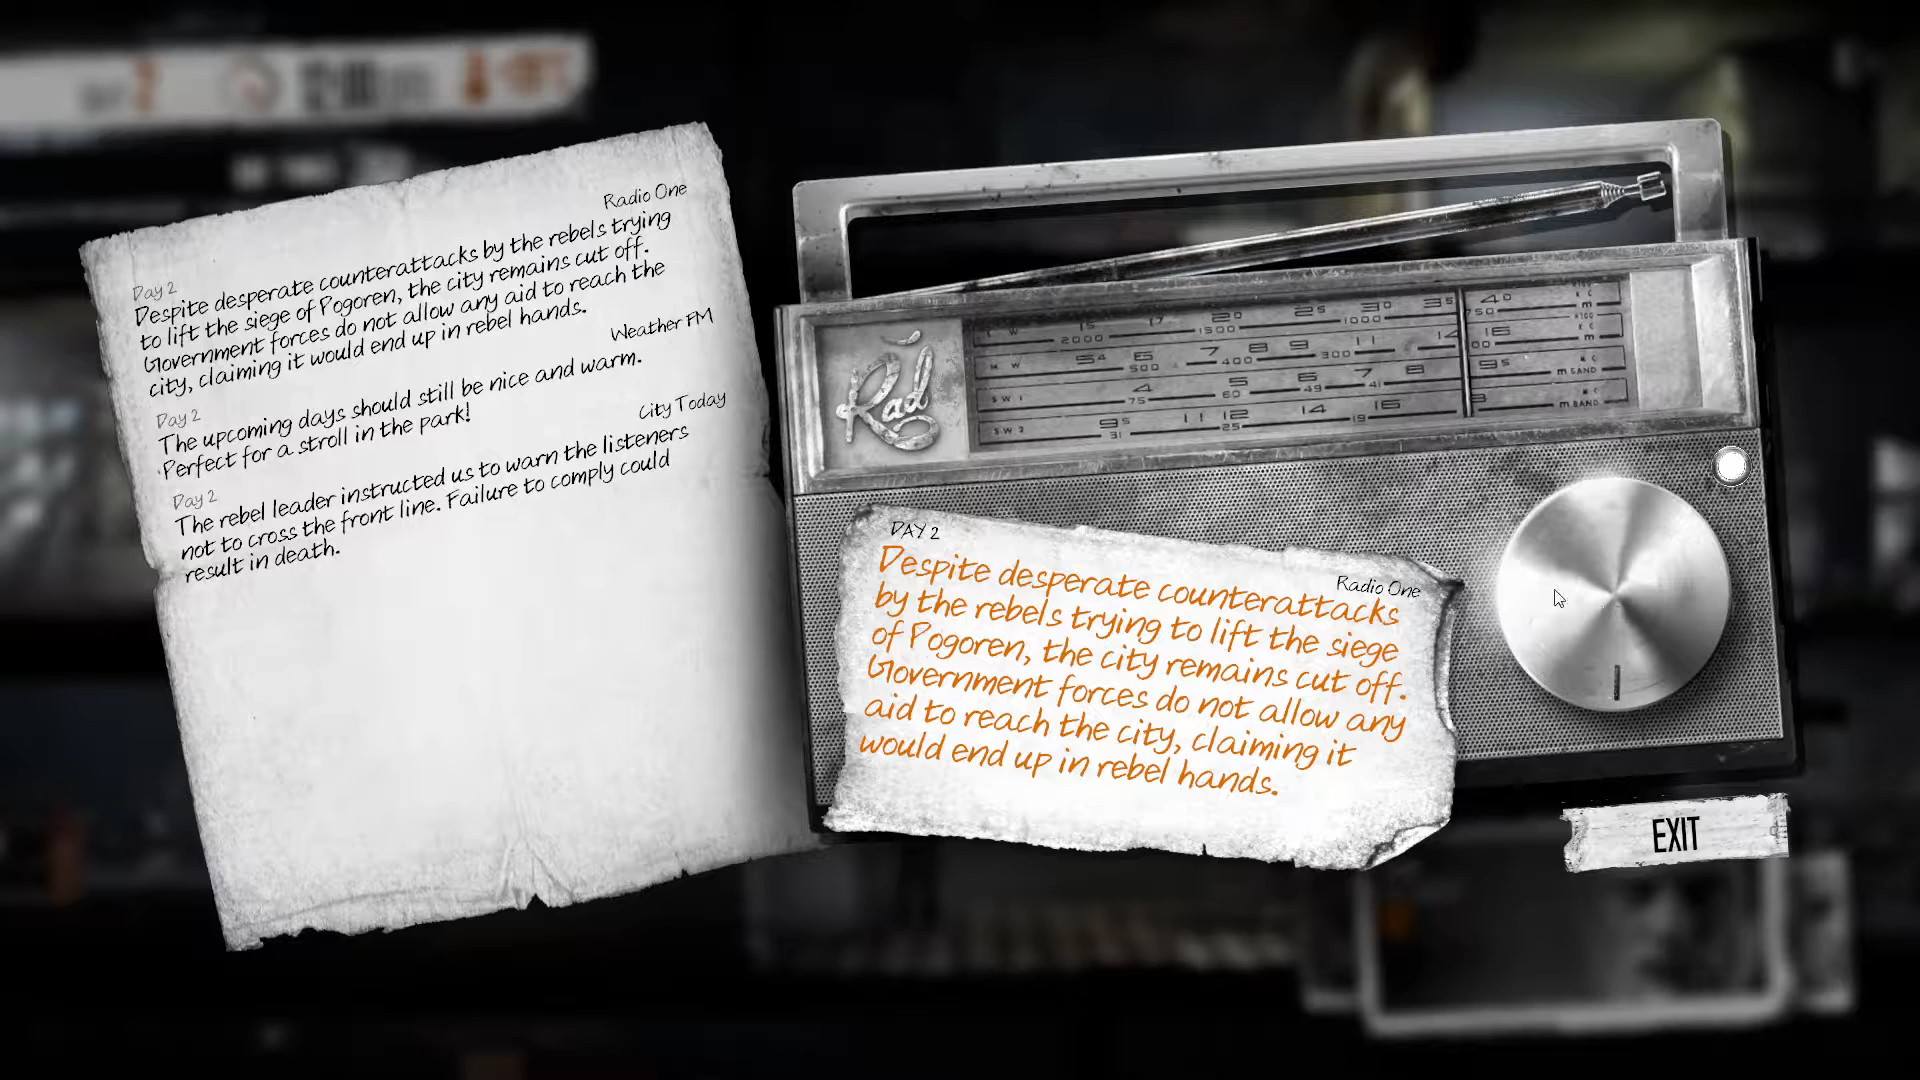 Radio One
Day 2
Despite desperate counterattacks by the rebels trying
to lift the siege of Pogoren, the city remains cut off.
Government forces do not allow any aid to reach the
city, claiming it would end up in rebel hands.
Weather FM
Day 2
The upcoming days should still be nice and warm.
Perfect for a stroll in the park!
City Today
Day 2
The rebel leader instructed us to warn the listeners
not to cross the front line. Failure to comply could
result in death.
Rad
DAY 2
Radio One
Despite desperate counterattacks
by the rebels trying to lift the siege
of Pogoren, the city remains cut off.
Government forces do not allow any
aid to reach the city, claiming it
would end up in rebel hands.
EXIT